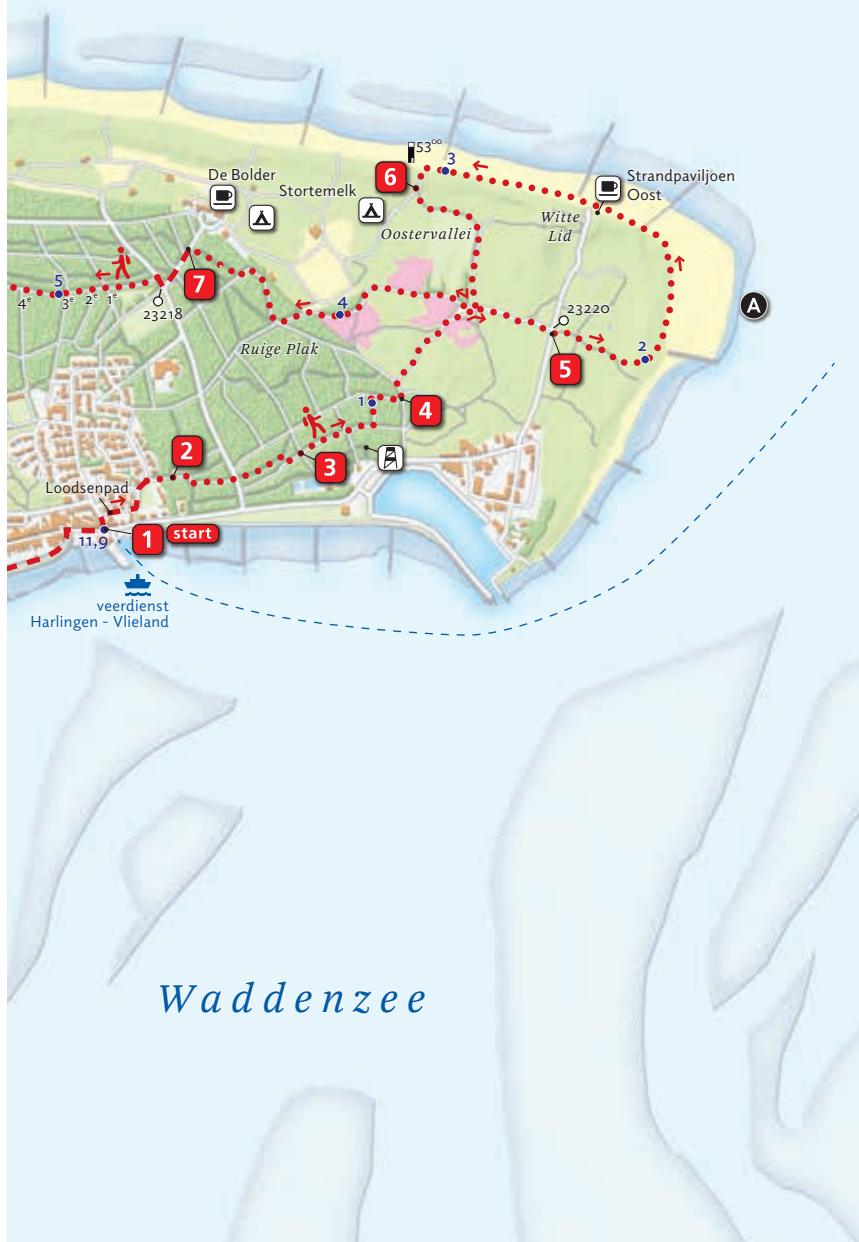 53⁰⁰
3
De Bolder
Strandpaviljoen
Oost
6
Stortemelk
Witte
Lid
Oostervallei
5
7
4ᵉ
3ᵉ
2ᵉ
1ᵉ
23218
4
A
23220
Ruige Plak
2
5
1
4
2
3
Loodsenpad
1
start
11,9
veerdienst
Harlingen - Vlieland
Waddenzee